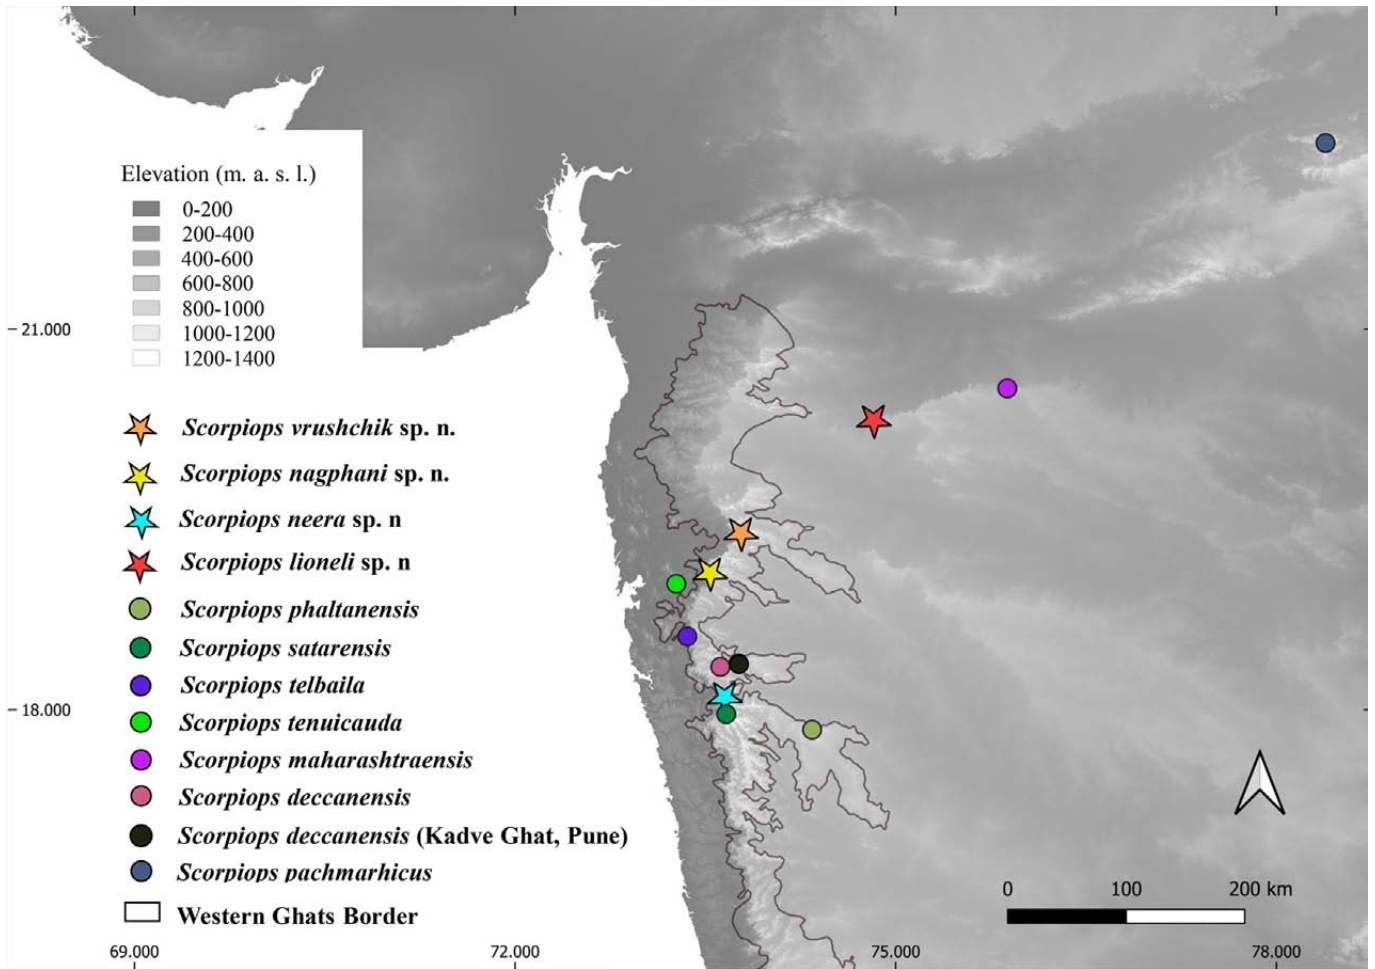 Elevation (m. a. s. l.)
0-200
200-400
400-600
600-800
800-1000
1000-1200
1200-1400
21.000
Scorpiops vrushchik sp. n.
Scorpiops nagphani sp. n.
Scorpiops neera sp. n
Scorpiops lioneli sp. n
Scorpiops phaltanensis
Scorpiops satarensis
Scorpiops telbaila
18.000
Scorpiops tenuicauda
Scorpiops maharashtraensis
Scorpiops deccanensis
Scorpiops deccanensis (Kadve Ghat, Pune)
Scorpiops pachmarhicus
Western Ghats Border
0 100 200 km
69.000 72.000 75.000 78.000